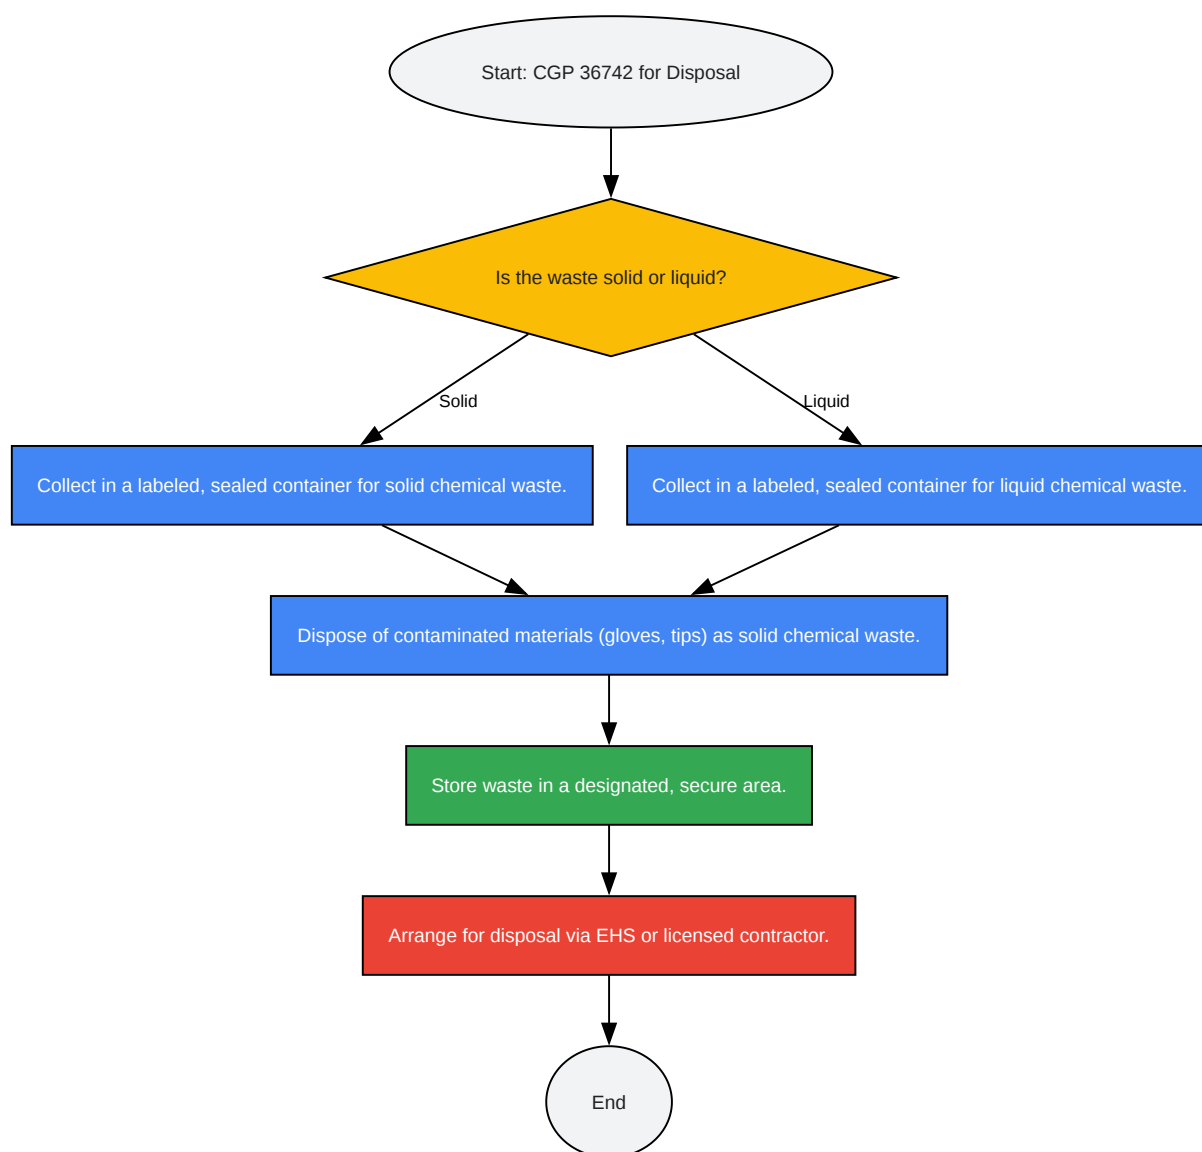 Start: CGP 36742 for Disposal
Is the waste solid or liquid?
Solid
Liquid
Collect in a labeled, sealed container for solid chemical waste.
Collect in a labeled, sealed container for liquid chemical waste.
Dispose of contaminated materials (gloves, tips) as solid chemical waste.
Store waste in a designated, secure area.
Arrange for disposal via EHS or licensed contractor.
End